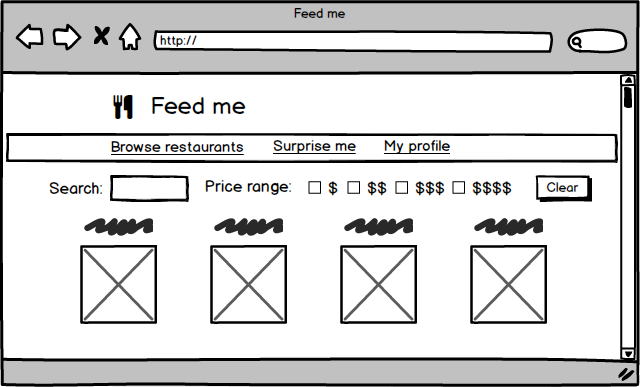 Feed me
http://
Feed me
Browse restaurants Surprise me My profile
Search: Price range: $ $$ $$$ $$$$ Clear